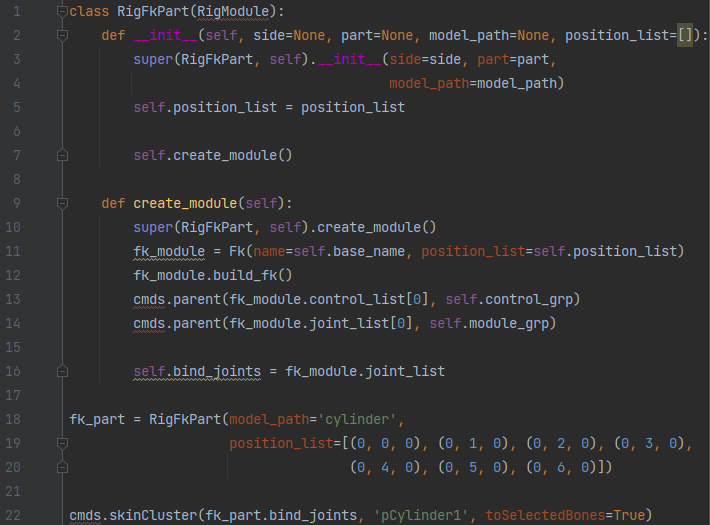 1 class RigFkPart(RigModule):
2     def __init__(self, side=None, part=None, model_path=None, position_list=[]):
3         super(RigFkPart, self).__init__(side=side, part=part,
4                                         model_path=model_path)
5         self.position_list = position_list
6
7         self.create_module()
8
9     def create_module(self):
10         super(RigFkPart, self).create_module()
11         fk_module = Fk(name=self.base_name, position_list=self.position_list)
12         fk_module.build_fk()
13         cmds.parent(fk_module.control_list[0], self.control_grp)
14         cmds.parent(fk_module.joint_list[0], self.module_grp)
15
16         self.bind_joints = fk_module.joint_list
17
18 fk_part = RigFkPart(model_path='cylinder',
19                     position_list=[(0, 0, 0), (0, 1, 0), (0, 2, 0), (0, 3, 0),
20                                    (0, 4, 0), (0, 5, 0), (0, 6, 0)])
21
22 cmds.skinCluster(fk_part.bind_joints, 'pCylinder1', toSelectedBones=True)